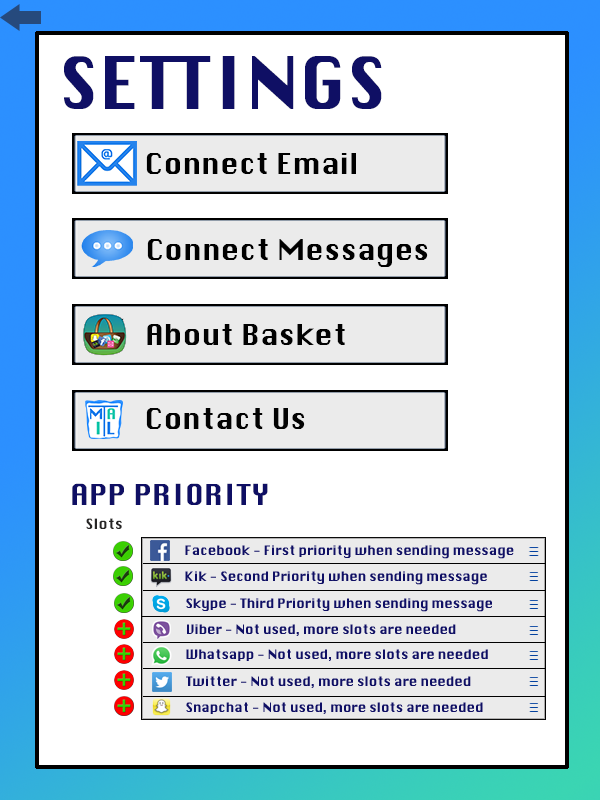 SETTINGS
@ Connect Email
Connect Messages
About Basket
MAIL Contact Us
APP PRIORITY
Slots
Facebook - First priority when sending message
kik Kik - Second Priority when sending message
Skype - Third Priority when sending message
Viber - Not used, more slots are needed
Whatsapp - Not used, more slots are needed
Twitter - Not used, more slots are needed
Snapchat - Not used, more slots are needed